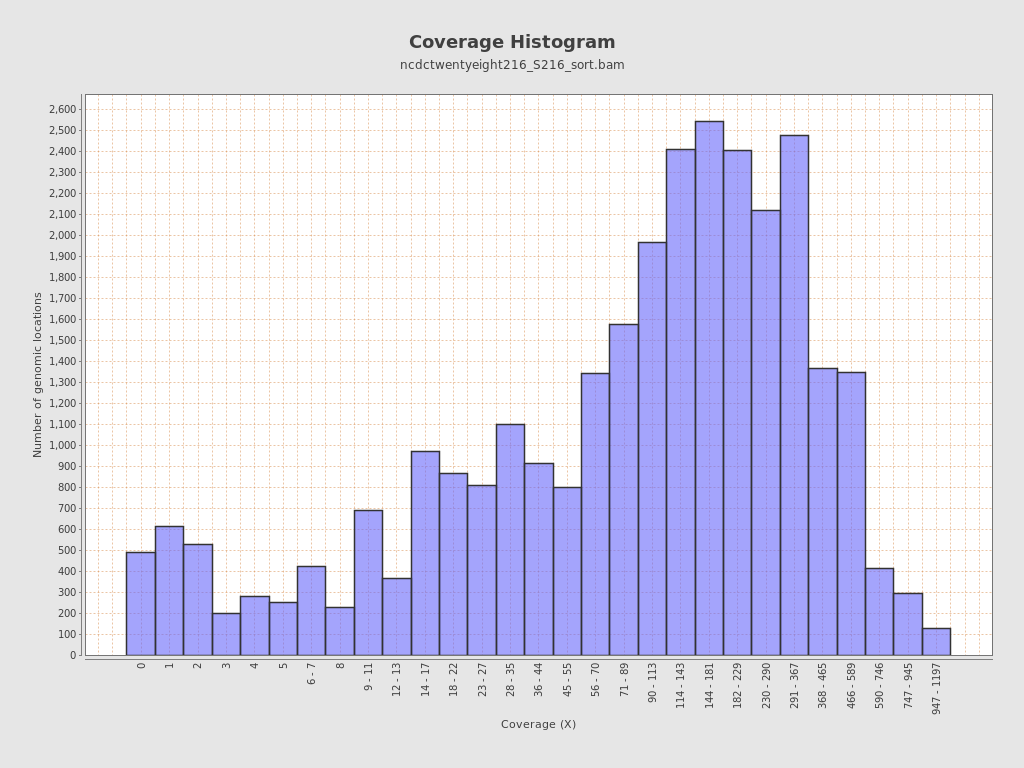 Coverage Histogram
ncdctwentyeight216_S216_sort.bam
Number of genomic locations
2,600
2,500
2,400
2,300
2,200
2,100
2,000
1,900
1,800
1,700
1,600
1,500
1,400
1,300
1,200
1,100
1,000
900
800
700
600
500
400
300
200
100
0
0
1
2
3
4
5
6 - 7
8
9 - 11
12 - 13
14 - 17
18 - 22
23 - 27
28 - 35
36 - 44
45 - 55
56 - 70
71 - 89
90 - 113
114 - 143
144 - 181
182 - 229
230 - 290
291 - 367
368 - 465
466 - 589
590 - 746
747 - 945
947 - 1197
Coverage (X)